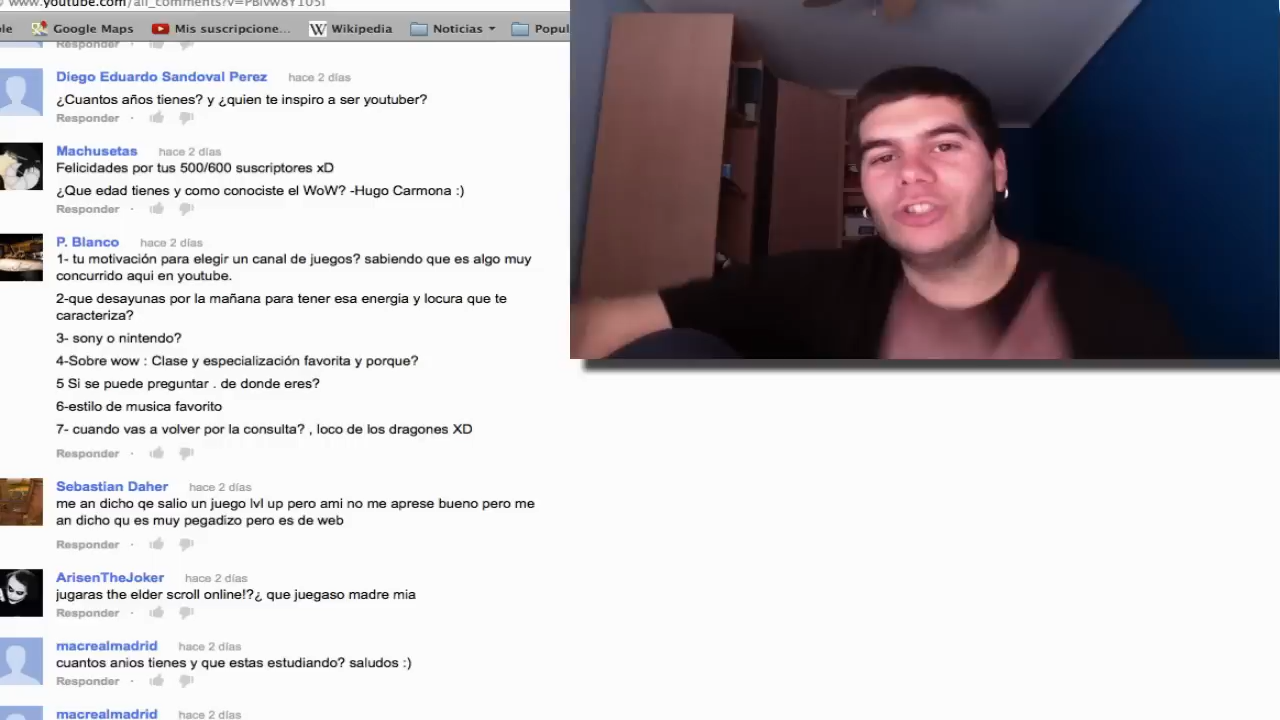 www.youtube.com/all_comments?v=
Google Maps
Mis suscripcione...
W Wikipedia
Noticias
Popul
Responder
Diego Eduardo Sandoval Perez hace 2 días
¿Cuantos años tienes? y ¿quien te inspiro a ser youtuber?
Responder ·
Machusetas hace 2 días
Felicidades por tus 500/600 suscriptores xD
¿Que edad tienes y como conociste el WoW? -Hugo Carmona :)
Responder ·
P. Blanco hace 2 días
1- tu motivación para elegir un canal de juegos? sabiendo que es algo muy
concurrido aqui en youtube.
2-que desayunas por la mañana para tener esa energia y locura que te
caracteriza?
3- sony o nintendo?
4-Sobre wow : Clase y especialización favorita y porque?
5 Si se puede preguntar . de donde eres?
6-estilo de musica favorito
7- cuando vas a volver por la consulta? , loco de los dragones XD
Responder ·
Sebastian Daher hace 2 días
me an dicho qe salio un juego lvl up pero ami no me aprese bueno pero me
an dicho qu es muy pegadizo pero es de web
Responder ·
ArisenTheJoker hace 2 días
jugaras the elder scroll online!?¿ que juegaso madre mia
Responder ·
macrealmadrid hace 2 días
cuantos anios tienes y que estas estudiando? saludos :)
Responder ·
macrealmadrid hace 2 días